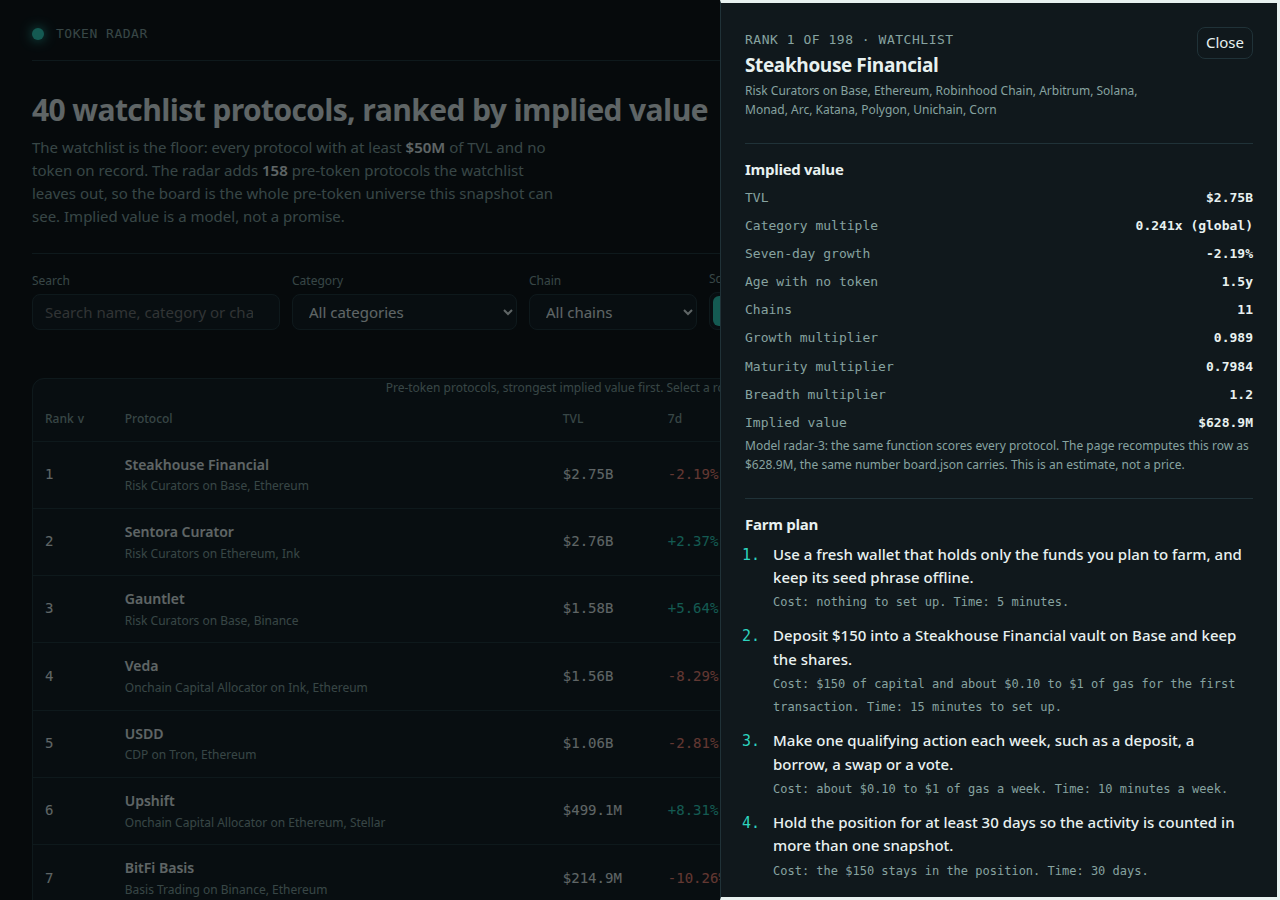 TOKEN RADAR
40 watchlist protocols, ranked by implied value
The watchlist is the floor: every protocol with at least $50M of TVL and no
token on record. The radar adds 158 pre-token protocols the watchlist
leaves out, so the board is the whole pre-token universe this snapshot can
see. Implied value is a model, not a promise.
Search
Category
Chain
Search name, category or cha
All categories
All chains
Pre-token protocols, strongest implied value first. Select a
Rank v
Protocol
TVL
7d
1
Steakhouse Financial
Risk Curators on Base, Ethereum
$2.75B
-2.19%
2
Sentora Curator
Risk Curators on Ethereum, Ink
$2.76B
+2.37%
3
Gauntlet
Risk Curators on Base, Binance
$1.58B
+5.64%
4
Veda
Onchain Capital Allocator on Ink, Ethereum
$1.56B
-8.29%
5
USDD
CDP on Tron, Ethereum
$1.06B
-2.81%
6
Upshift
Onchain Capital Allocator on Ethereum, Stellar
$499.1M
+8.31%
7
BitFi Basis
Basis Trading on Binance, Ethereum
$214.9M
-10.26%
RANK 1 OF 198 · WATCHLIST
Close
Steakhouse Financial
Risk Curators on Base, Ethereum, Robinhood Chain, Arbitrum, Solana,
Monad, Arc, Katana, Polygon, Unichain, Corn
Implied value
TVL $2.75B
Category multiple 0.241x (global)
Seven-day growth -2.19%
Age with no token 1.5y
Chains 11
Growth multiplier 0.989
Maturity multiplier 0.7984
Breadth multiplier 1.2
Implied value $628.9M
Model radar-3: the same function scores every protocol. The page recomputes this row as
$628.9M, the same number board.json carries. This is an estimate, not a price.
Farm plan
1. Use a fresh wallet that holds only the funds you plan to farm, and
keep its seed phrase offline.
Cost: nothing to set up. Time: 5 minutes.
2. Deposit $150 into a Steakhouse Financial vault on Base and keep
the shares.
Cost: $150 of capital and about $0.10 to $1 of gas for the first
transaction. Time: 15 minutes to set up.
3. Make one qualifying action each week, such as a deposit, a
borrow, a swap or a vote.
Cost: about $0.10 to $1 of gas a week. Time: 10 minutes a week.
4. Hold the position for at least 30 days so the activity is counted in
more than one snapshot.
Cost: the $150 stays in the position. Time: 30 days.